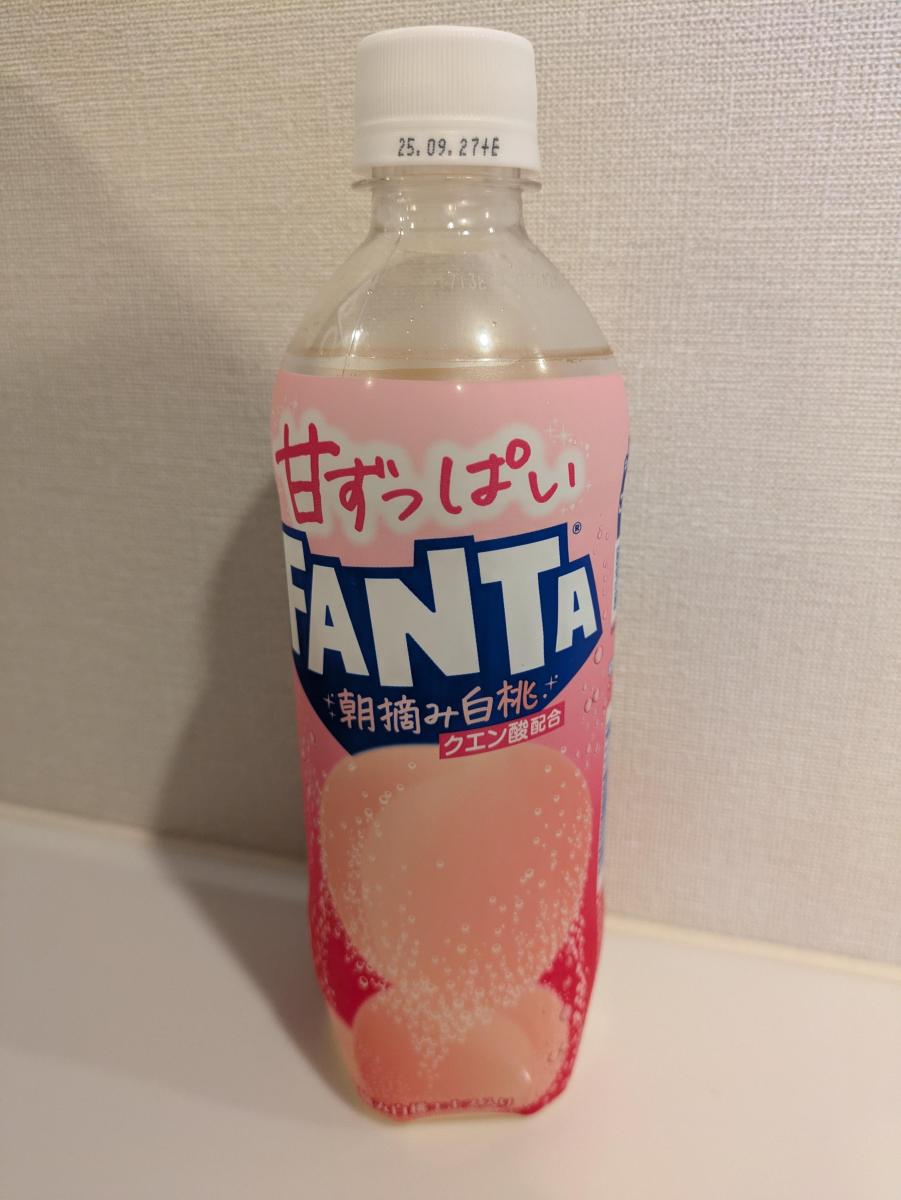 25.09.27+E
甘ずっぱい
FANTA®
朝摘み白桃
クエン酸配合